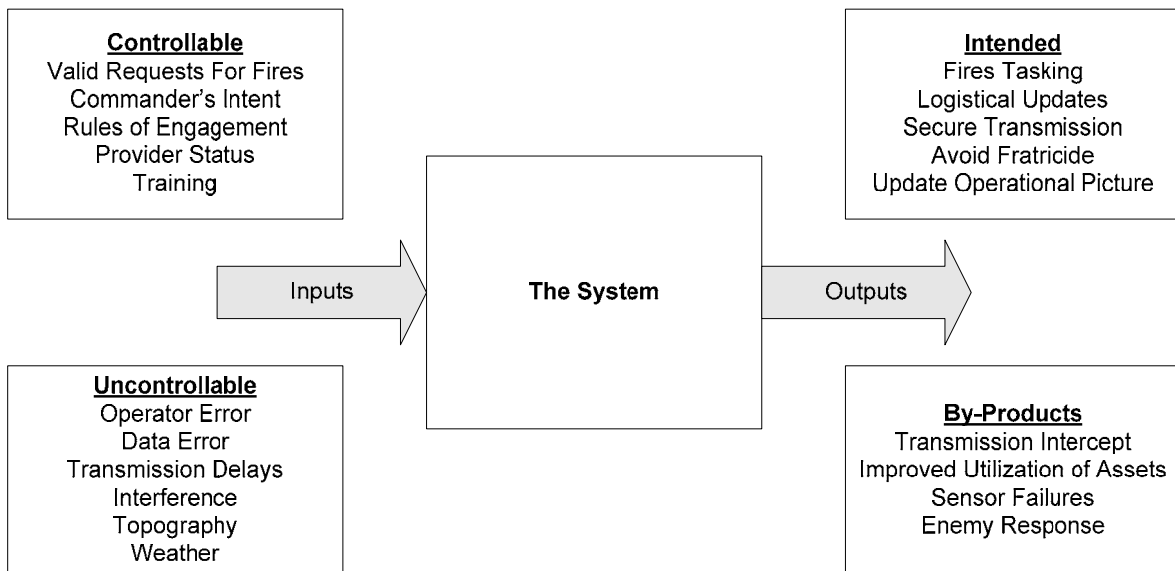 Controllable
Valid Requests For Fires
Commander's Intent
Rules of Engagement
Provider Status
Training
Intended
Fires Tasking
Logistical Updates
Secure Transmission
Avoid Fratricide
Update Operational Picture
Inputs
The System
Outputs
Uncontrollable
Operator Error
Data Error
Transmission Delays
Interference
Topography
Weather
By-Products
Transmission Intercept
Improved Utilization of Assets
Sensor Failures
Enemy Response